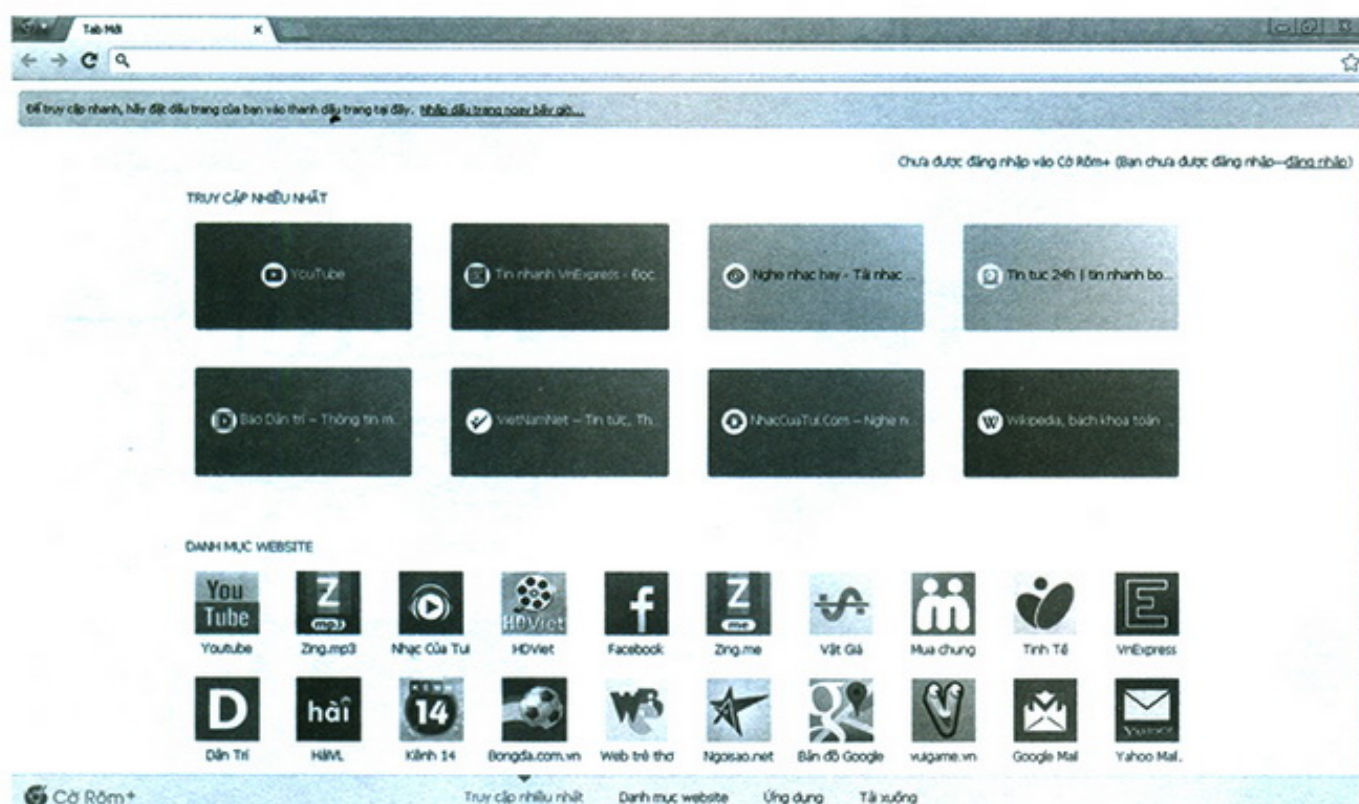 Tab Mới
Để truy cập nhanh, hãy đặt dấu trang của bạn vào thanh dấu trang tại đây. Nhập dấu trang ngay bây giờ...
Chưa được đăng nhập vào Cờ Rôm+ (Bạn chưa được đăng nhập—đăng nhập)
TRUY CẬP NHIỀU NHẤT
YouTube
Tin nhanh VnExpress - Đọc...
Nghe nhạc hay - Tải nhạc ...
Tin tuc 24h | tin nhanh bo...
Báo Dân trí – Thông tin m...
VietNamNet – Tin tức, Th...
NhacCuaTui.Com – Nghe n...
Wikipedia, bách khoa toàn ...
DANH MỤC WEBSITE
You Tube
Z mp3
HDViet
f
Z me
E
Youtube
Zing.mp3
Nhạc Của Tui
HDViet
Facebook
Zing.me
Vật Giá
Mua chung
Tinh Tế
VnExpress
D
hài
14
YAHOO!
Dân Trí
HàiVL
Kênh 14
Bongđa.com.vn
Web trẻ thơ
Ngoisao.net
Bản đồ Google
vuigame.vn
Google Mail
Yahoo Mail.
Cờ Rôm+
Truy cập nhiều nhất
Danh mục website
Ứng dụng
Tải xuống